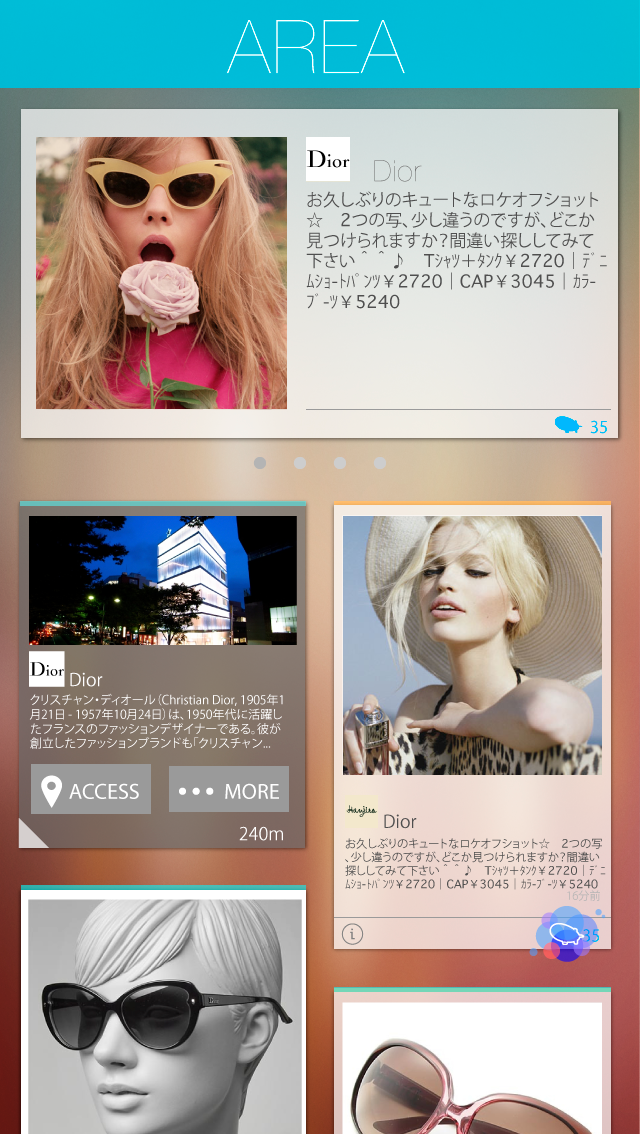 AREA
Dior
Dior
お久しぶりのキュートなロケオフショット
☆　2つの写、少し違うのですが、どこか
見つけられますか？間違い探ししてみて
下さい＾＾♪　Tｼｬﾂ＋ﾀﾝｸ￥2720｜ﾃﾞﾆ
ﾑｼｮｰﾄﾊﾟﾝﾂ￥2720｜CAP￥3045｜ｶﾗｰ
ﾌﾞｰﾂ￥5240
35
Dior
Dior
クリスチャン・ディオール（Christian Dior, 1905年1
月21日 - 1957年10月24日）は、1950年代に活躍し
たフランスのファッションデザイナーである。彼が
創立したファッションブランドも「クリスチャン...
ACCESS
MORE
240m
Dior
お久しぶりのキュートなロケオフショット☆　2つの写
、少し違うのですが、どこか見つけられますか？間違い
探ししてみて下さい＾＾♪　Tｼｬﾂ＋ﾀﾝｸ￥2720｜ﾃﾞﾆ
ﾑｼｮｰﾄﾊﾟﾝﾂ￥2720｜CAP￥3045｜ｶﾗｰﾌﾞｰﾂ￥5240
16分前
35
Dior